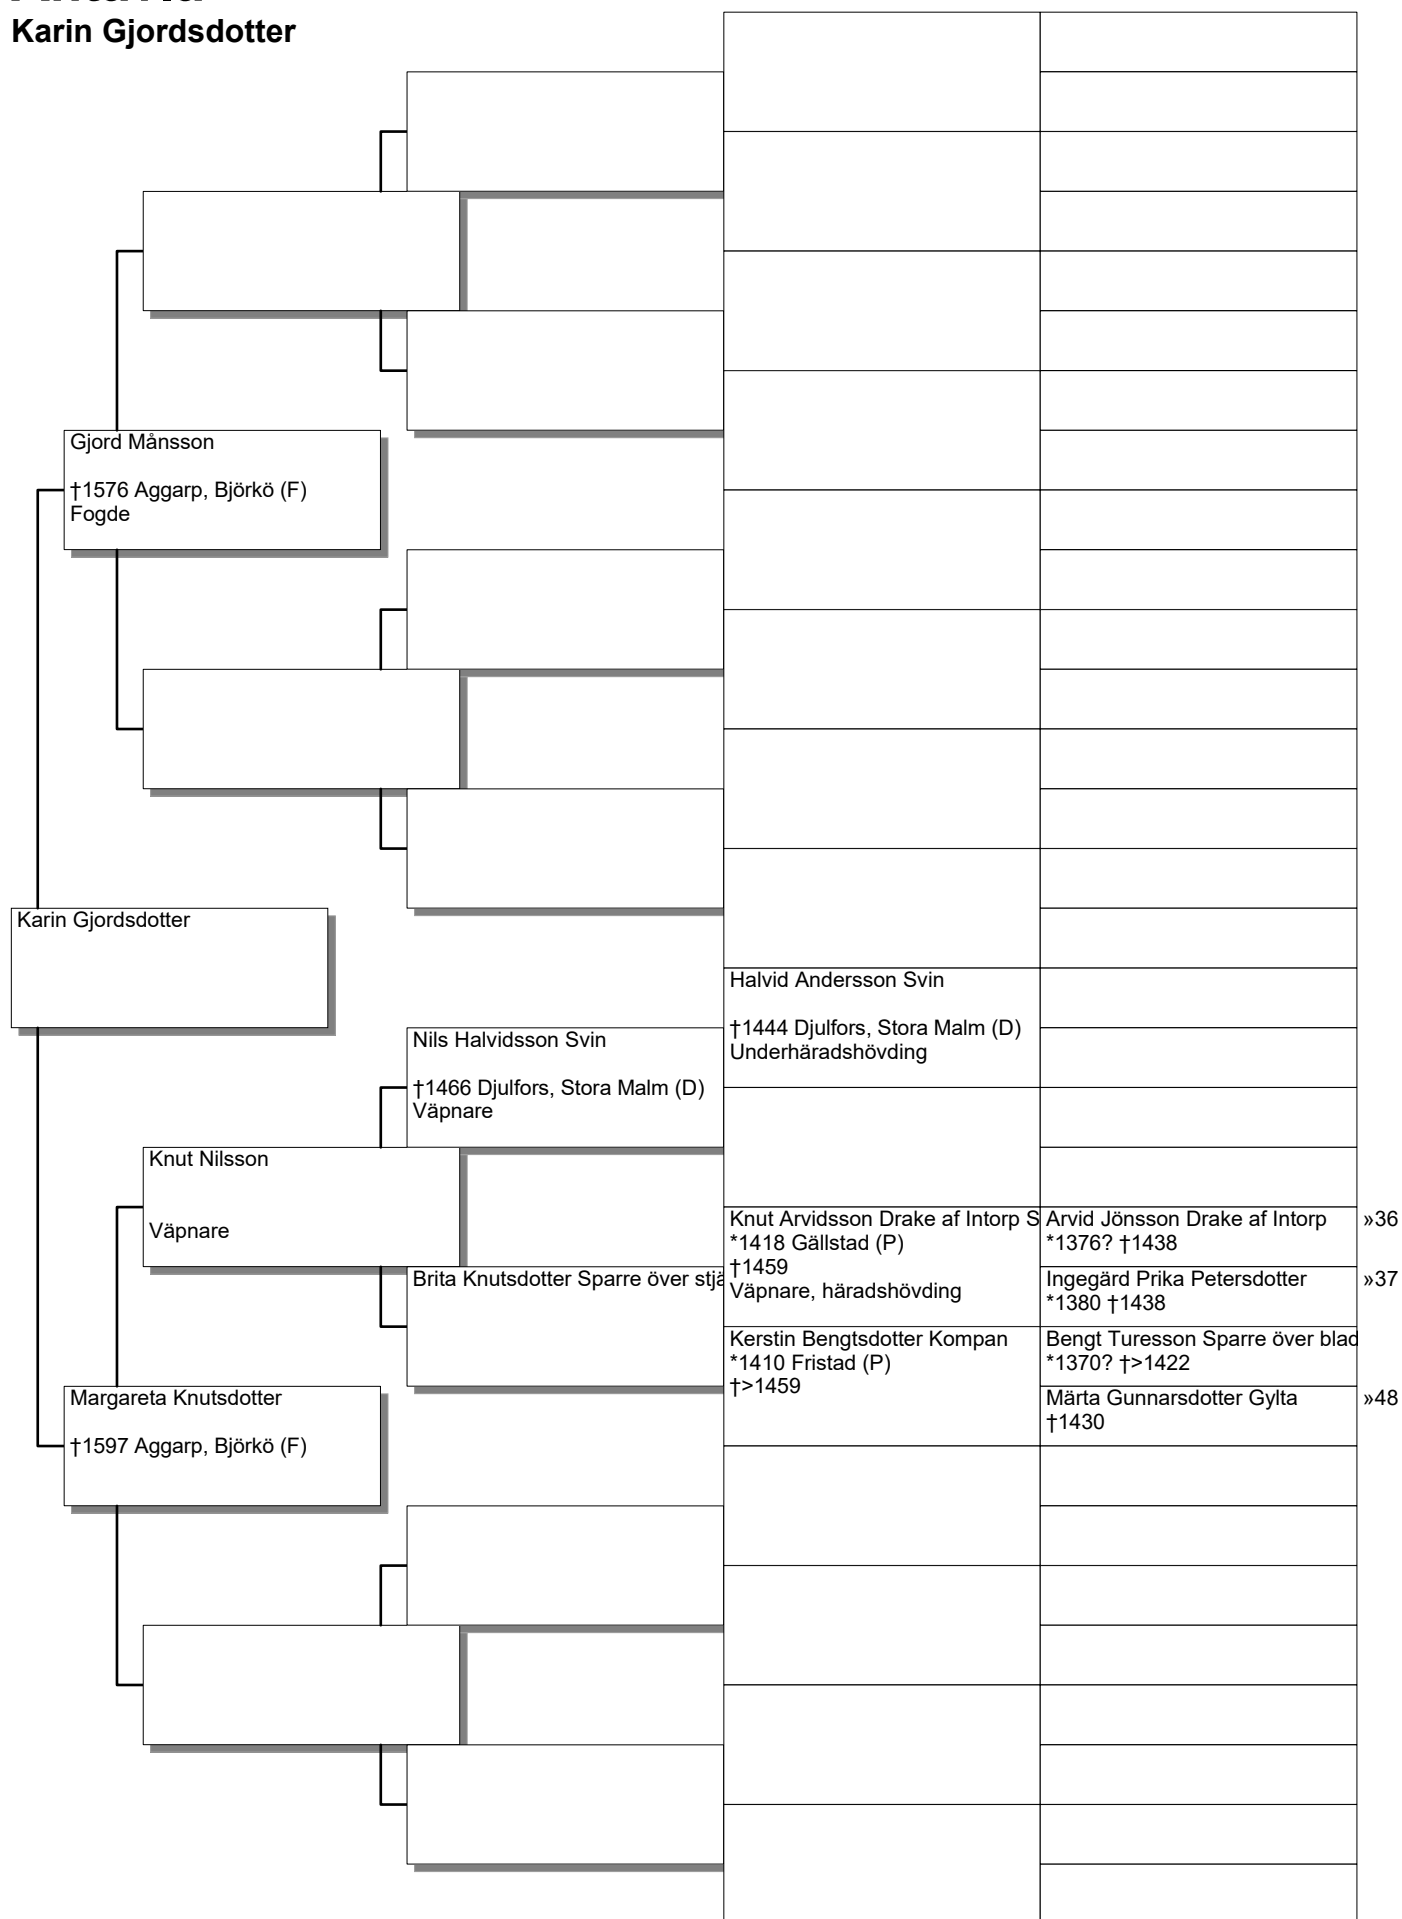 Karin Gjordsdotter
Gjord Månsson
†1576 Aggarp, Björkö (F)
Fogde
Karin Gjordsdotter
Halvid Andersson Svin
†1444 Djulfors, Stora Malm (D)
Underhäradshövding
Nils Halvidsson Svin
†1466 Djulfors, Stora Malm (D)
Väpnare
Knut Nilsson
Väpnare
Knut Arvidsson Drake af Intorp S
*1418 Gällstad (P)
†1459
Väpnare, häradshövding
Arvid Jönsson Drake af Intorp
*1376? †1438
»36
Brita Knutsdotter Sparre över stjä
Ingegärd Prika Petersdotter
*1380 †1438
»37
Kerstin Bengtsdotter Kompan
*1410 Fristad (P)
†>1459
Bengt Turesson Sparre över blad
*1370? †>1422
Margareta Knutsdotter
†1597 Aggarp, Björkö (F)
Märta Gunnarsdotter Gylta
†1430
»48